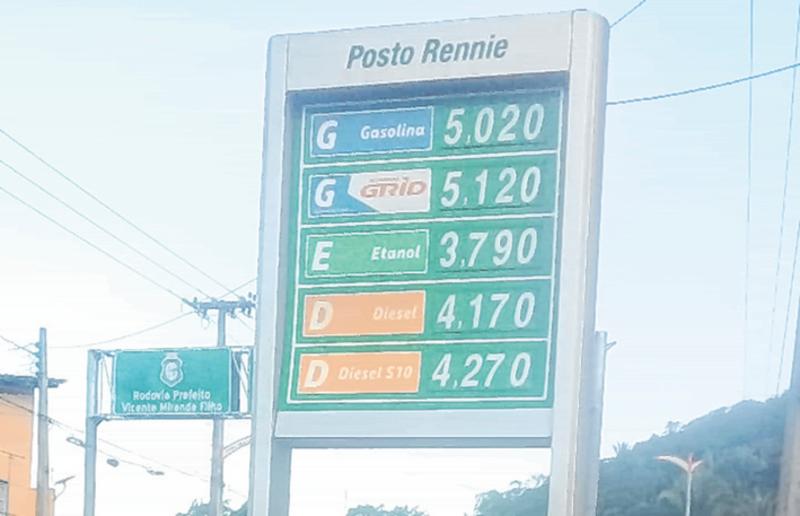 Posto Rennie
G Gasolina 5,020
G GRID 5,120
E Etanol 3,790
D Diesel 4,170
D Diesel S10 4,270
Rodovia Prefeito
Vicente Miranda Filho